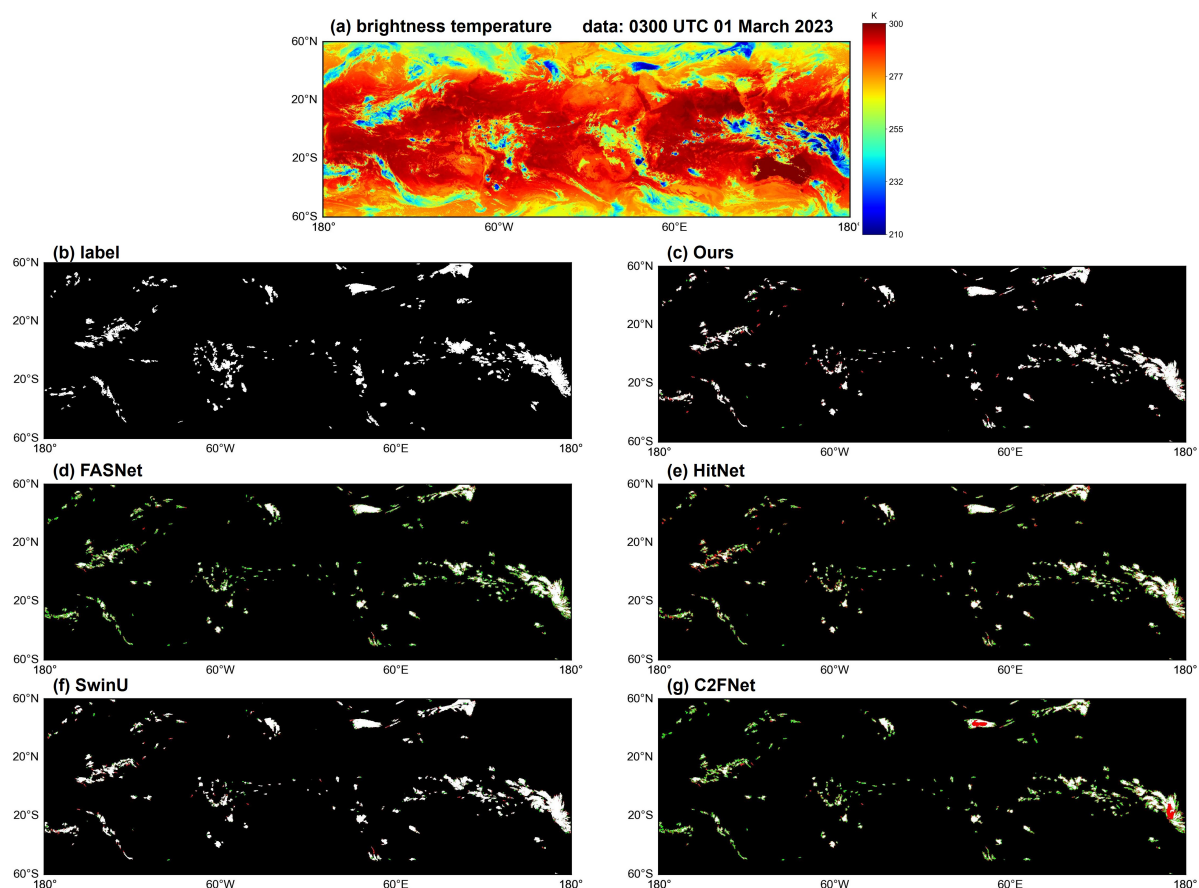 (a) brightness temperature data: 0300 UTC 01 March 2023
K
60°N
20°N
20°S
60°S
180°
60°W
60°E
180°
300
277
255
232
210
(b) label
60°N
20°N
20°S
60°S
180°
60°W
60°E
180°
(c) Ours
60°N
20°N
20°S
60°S
180°
60°W
60°E
180°
(d) FASNet
60°N
20°N
20°S
60°S
180°
60°W
60°E
180°
(e) HitNet
60°N
20°N
20°S
60°S
180°
60°W
60°E
180°
(f) SwinU
60°N
20°N
20°S
60°S
180°
60°W
60°E
180°
(g) C2FNet
60°N
20°N
20°S
60°S
180°
60°W
60°E
180°